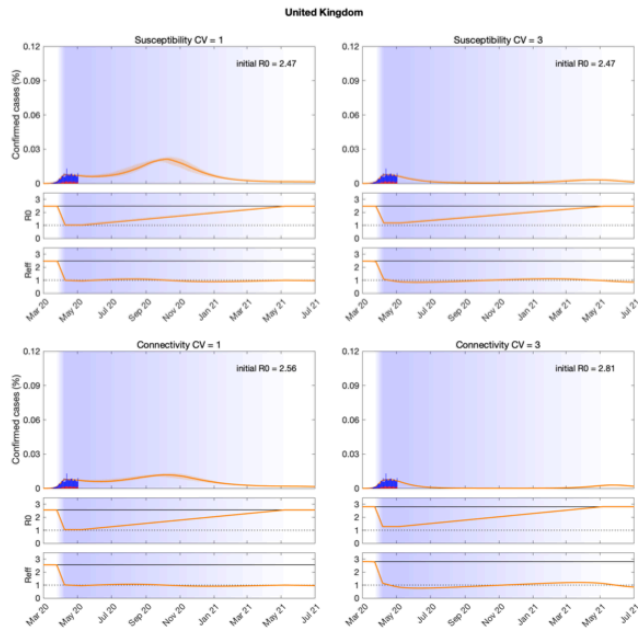 United Kingdom
Susceptibility CV = 1
Susceptibility CV = 3
0.12
0.09
0.06
0.03
0
Confirmed cases (%)
initial R0 = 2.47
0.12
0.09
0.06
0.03
0
Confirmed cases (%)
initial R0 = 2.47
3
2
1
0
R0
3
2
1
0
R0
3
2
1
0
Reff
3
2
1
0
Reff
Mar 20 May 20 Jul 20 Sep 20 Nov 20 Jan 21 Mar 21 May 21 Jul 21
Mar 20 May 20 Jul 20 Sep 20 Nov 20 Jan 21 Mar 21 May 21 Jul 21
Connectivity CV = 1
Connectivity CV = 3
0.12
0.09
0.06
0.03
0
Confirmed cases (%)
initial R0 = 2.56
0.12
0.09
0.06
0.03
0
Confirmed cases (%)
initial R0 = 2.81
3
2
1
0
R0
3
2
1
0
R0
3
2
1
0
Reff
3
2
1
0
Reff
Mar 20 May 20 Jul 20 Sep 20 Nov 20 Jan 21 Mar 21 May 21 Jul 21
Mar 20 May 20 Jul 20 Sep 20 Nov 20 Jan 21 Mar 21 May 21 Jul 21